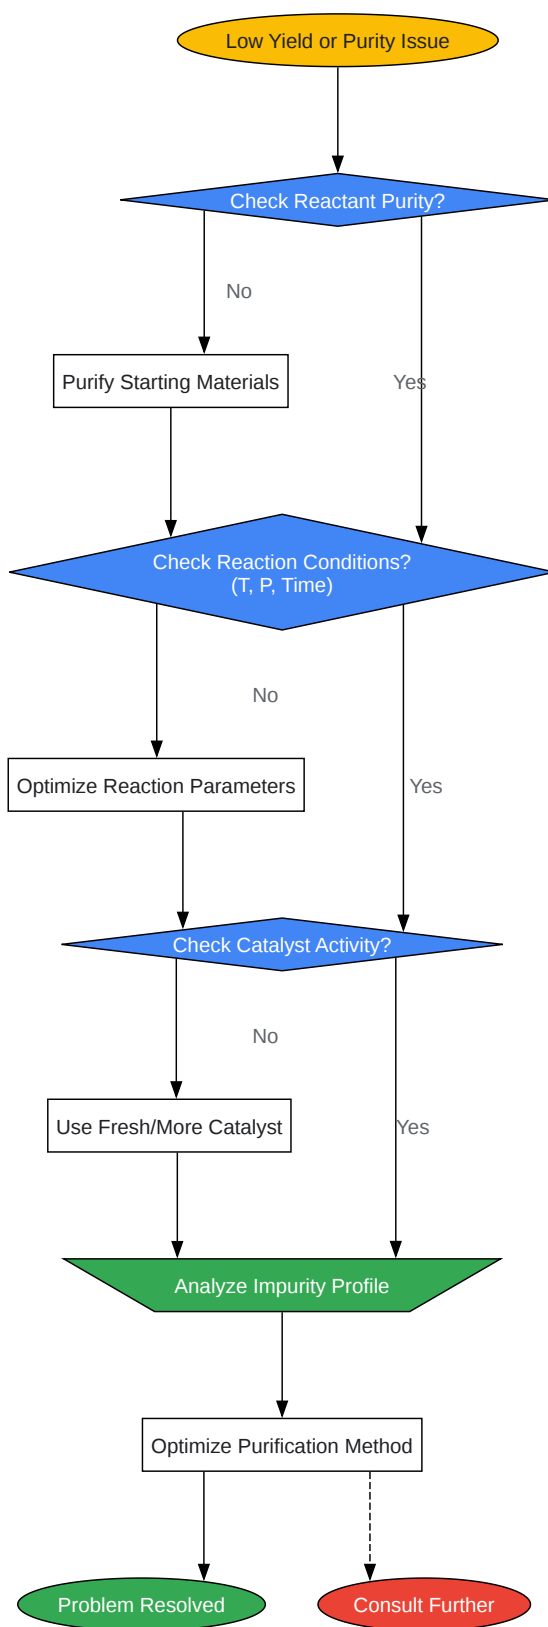 Low Yield or Purity Issue
Check Reactant Purity?
No
Purify Starting Materials
Yes
Check Reaction Conditions?
(T, P, Time)
No
Optimize Reaction Parameters
Yes
Check Catalyst Activity?
No
Use Fresh/More Catalyst
Yes
Analyze Impurity Profile
Optimize Purification Method
Problem Resolved
Consult Further